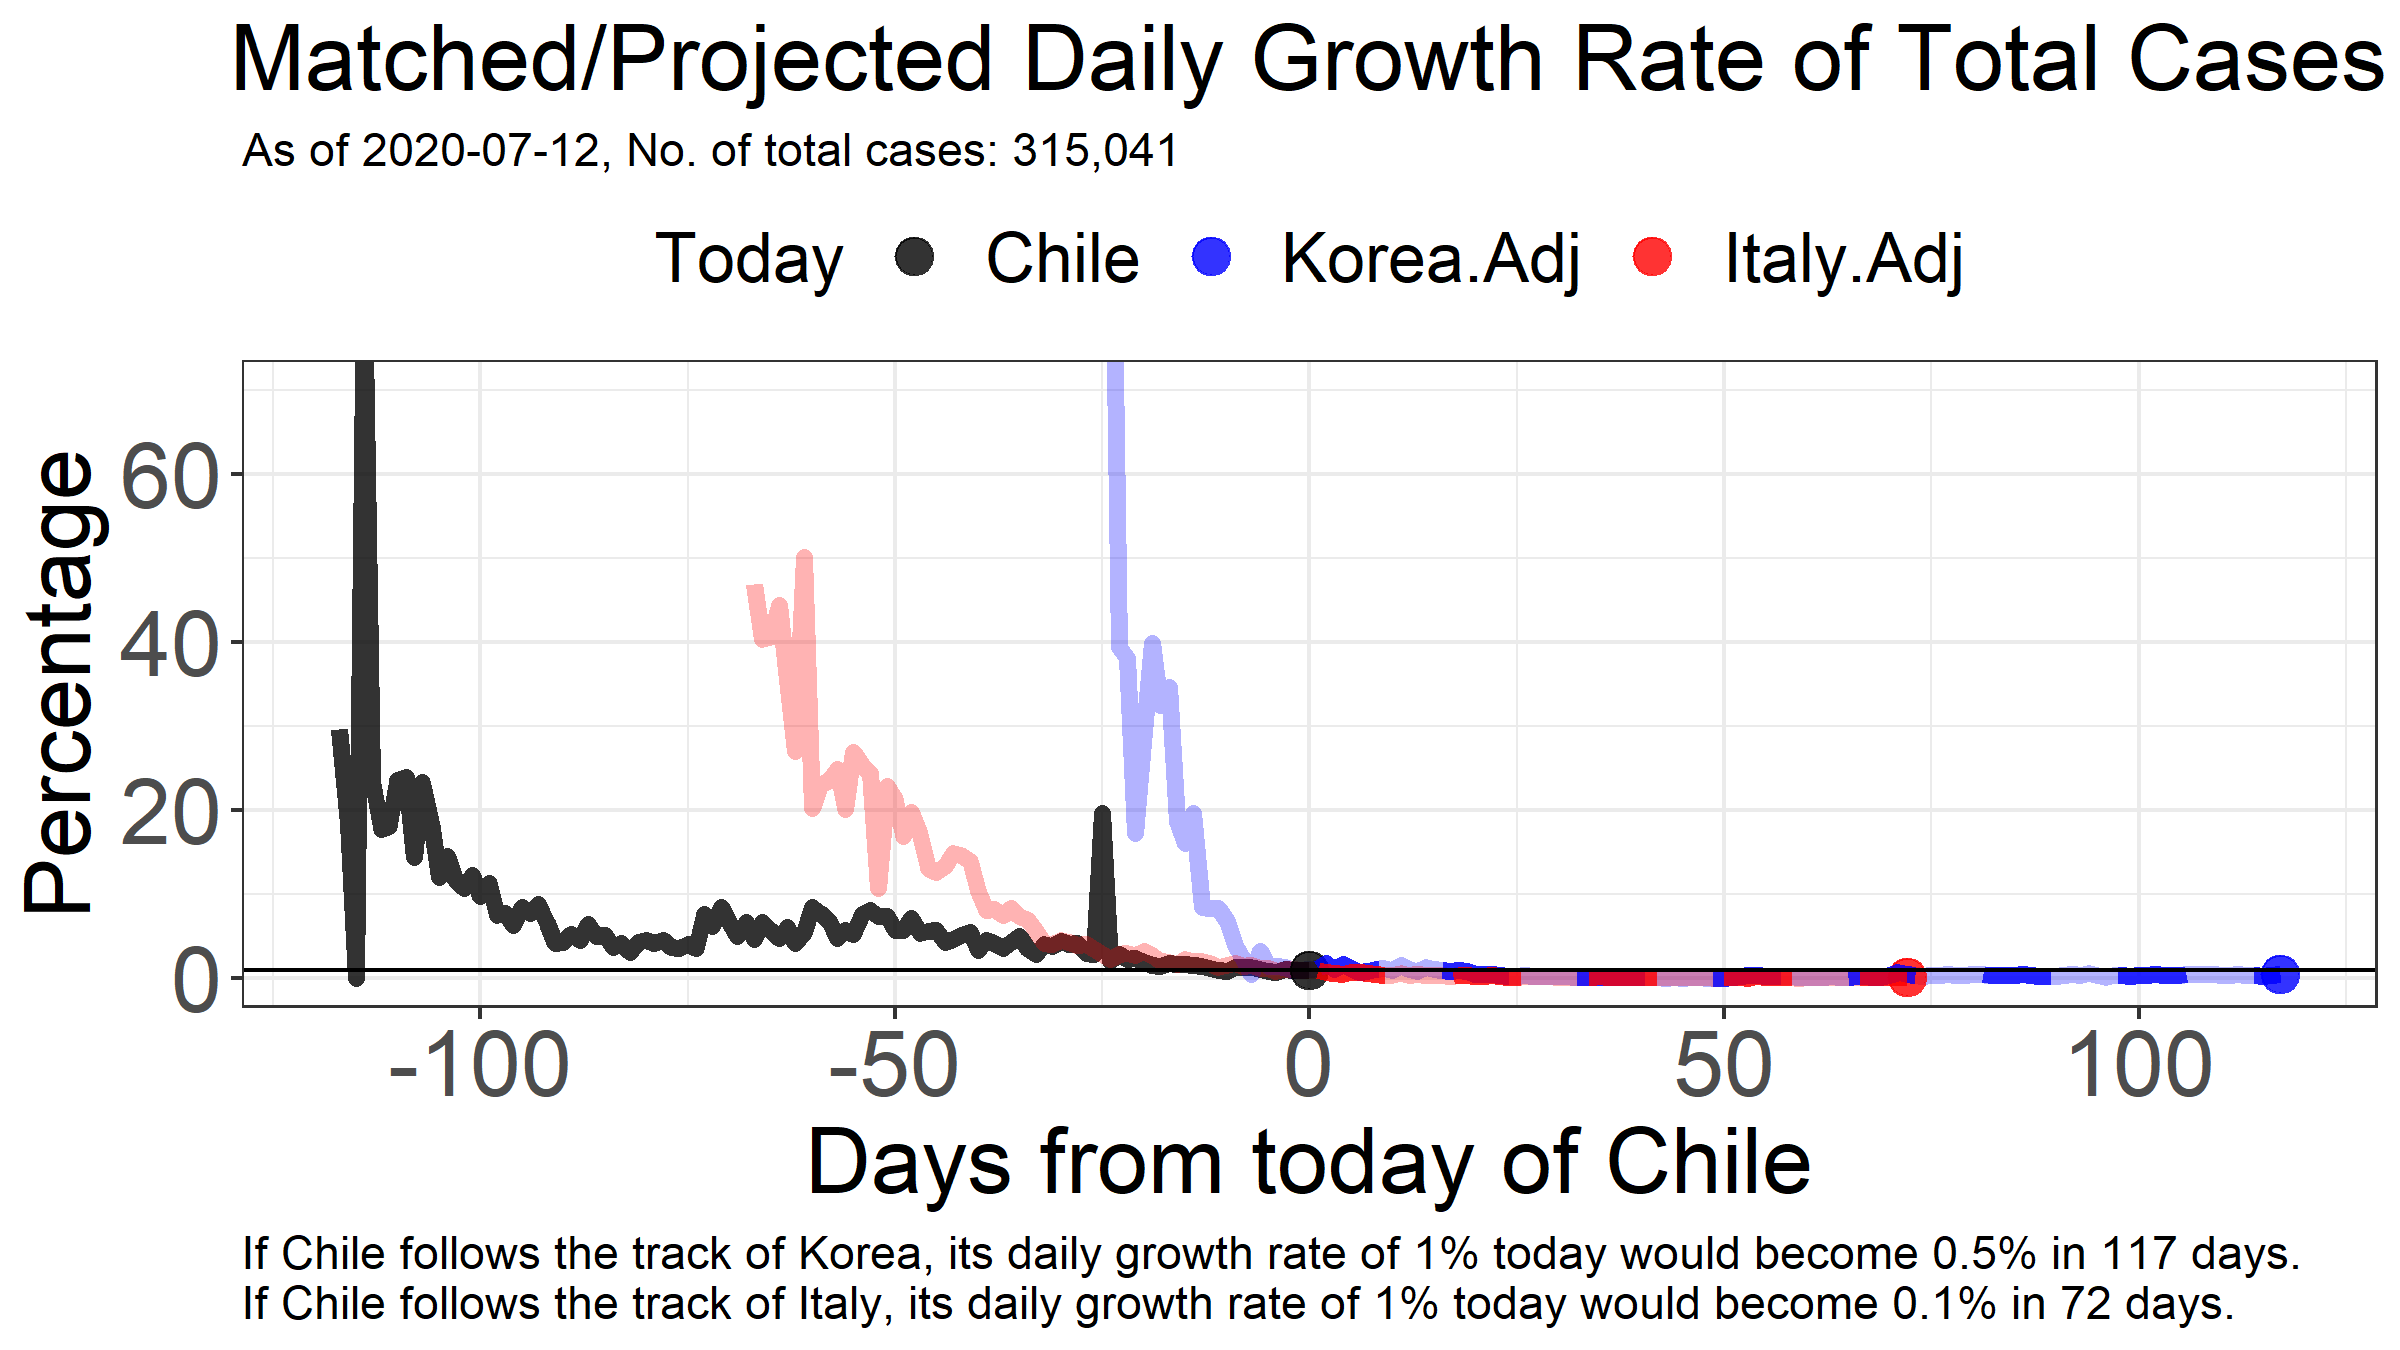 Matched/Projected Daily Growth Rate of Total Cases
As of 2020-07-12, No. of total cases: 315,041
Today Chile Korea.Adj Italy.Adj
Percentage
60
40
20
0
-100 -50 0 50 100
Days from today of Chile
If Chile follows the track of Korea, its daily growth rate of 1% today would become 0.5% in 117 days.
If Chile follows the track of Italy, its daily growth rate of 1% today would become 0.1% in 72 days.